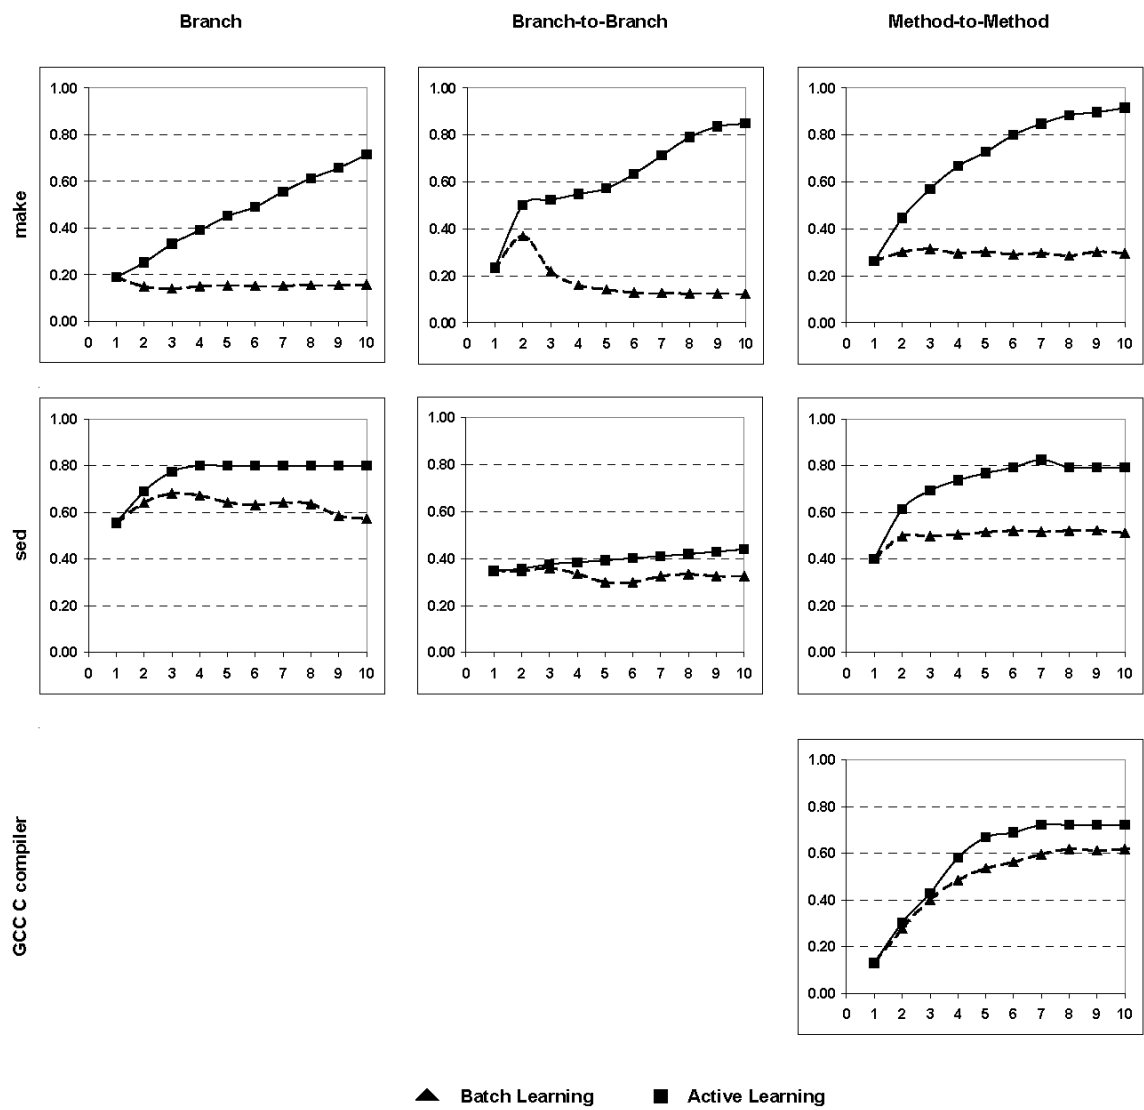 Branch Branch-to-Branch Method-to-Method
make
1.00 1.00 1.00
0.80 0.80 0.80
0.60 0.60 0.60
0.40 0.40 0.40
0.20 0.20 0.20
0.00 0.00 0.00
0 1 2 3 4 5 6 7 8 9 10 0 1 2 3 4 5 6 7 8 9 10 0 1 2 3 4 5 6 7 8 9 10
sed
1.00 1.00 1.00
0.80 0.80 0.80
0.60 0.60 0.60
0.40 0.40 0.40
0.20 0.20 0.20
0.00 0.00 0.00
0 1 2 3 4 5 6 7 8 9 10 0 1 2 3 4 5 6 7 8 9 10 0 1 2 3 4 5 6 7 8 9 10
GCC C compiler
1.00
0.80
0.60
0.40
0.20
0.00
0 1 2 3 4 5 6 7 8 9 10
Batch Learning Active Learning